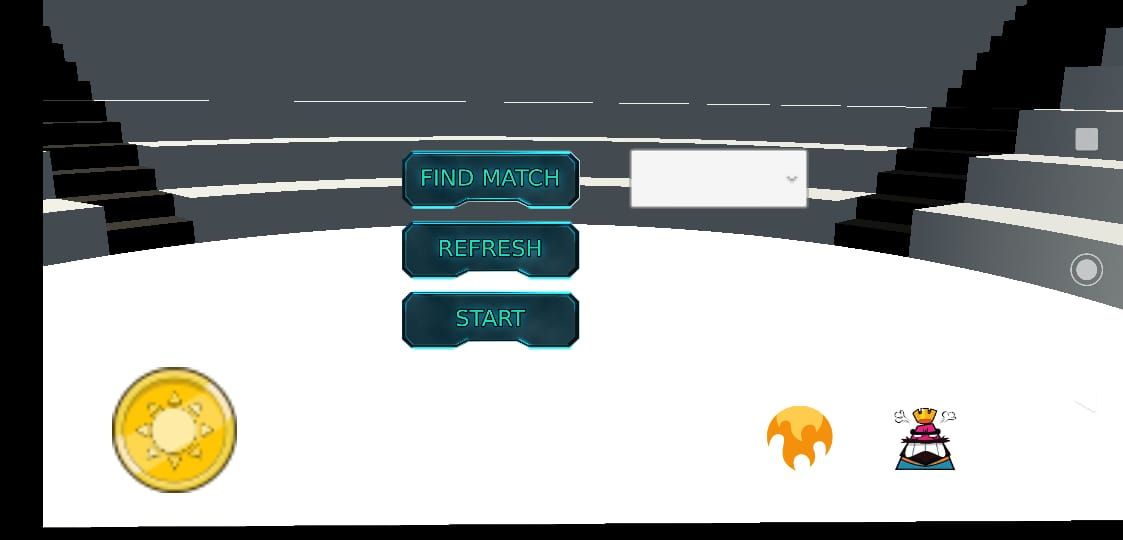 FIND MATCH
REFRESH
START